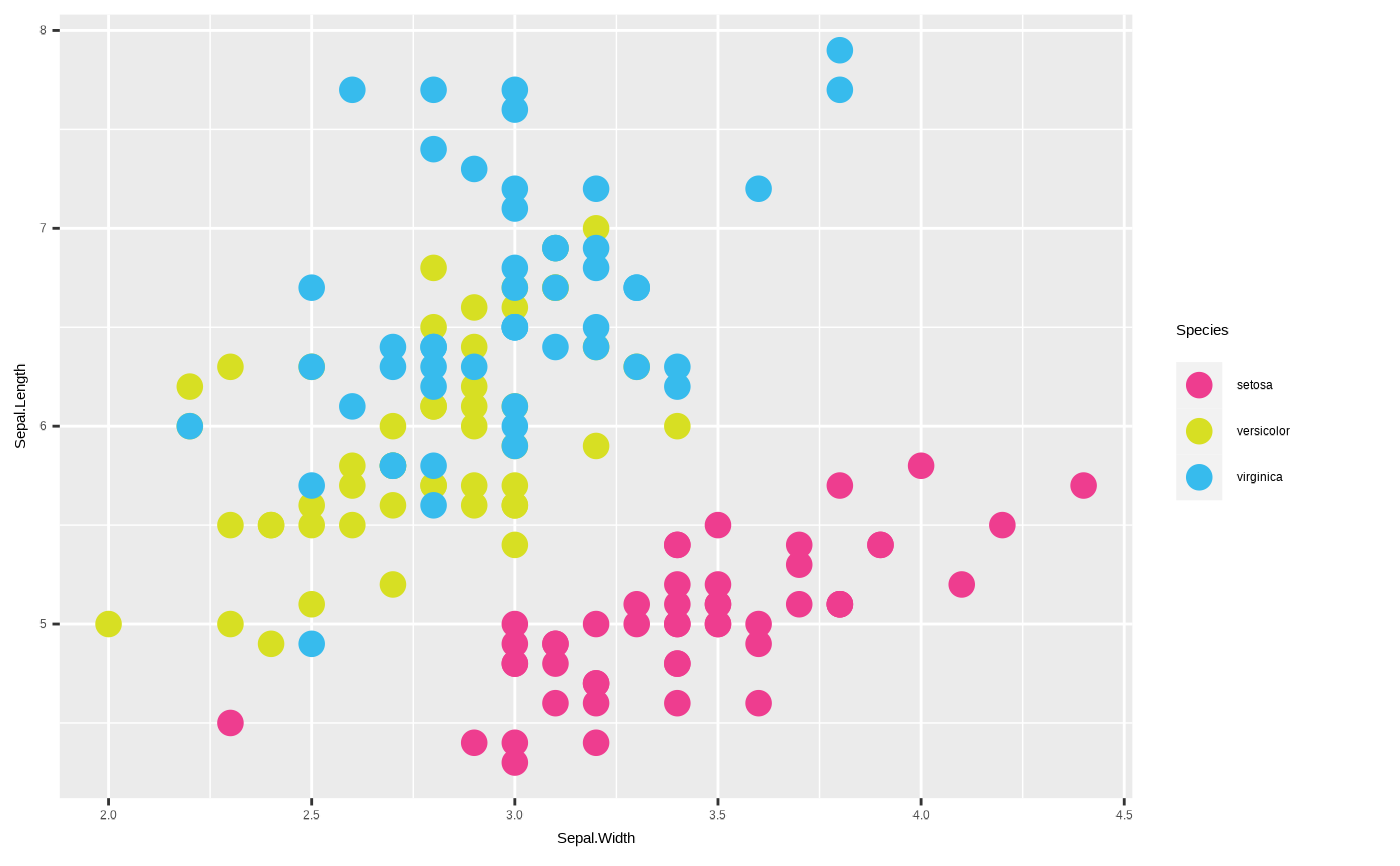 8
7
6
5
Sepal.Length
2.0 2.5 3.0 3.5 4.0 4.5
Sepal.Width
Species
setosa
versicolor
virginica